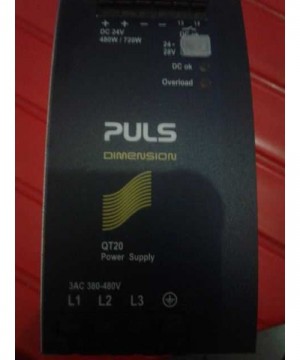 + + - - -
DC 24V
480W / 720W
24 -
28V
DC ok
Overload
PULS
DIMENSION
QT20
Power Supply
3AC 380-480V
L1 L2 L3